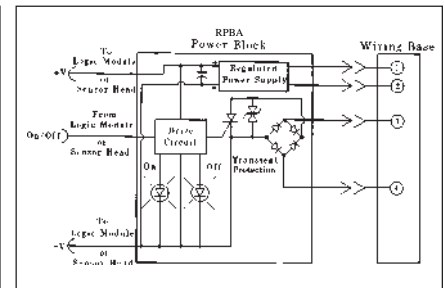 RPBA
Power Block
Wiring Base
To
Logic Module
or
Sensor Head
+V
Regulated
Power Supply
1
2
From
Logic Module
or
Sensor Head
On/Off
Drive
Circuit
3
On
Off
Transient
Protection
4
To
Logic Module
or
Sensor Head